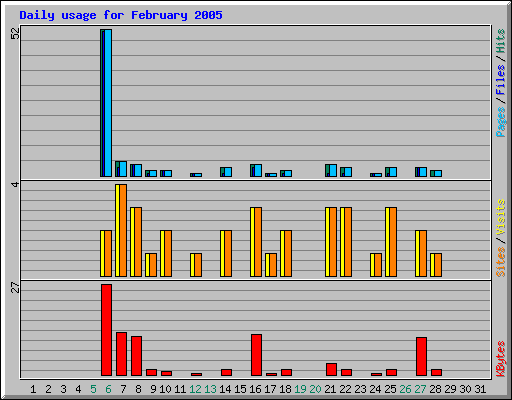 Daily usage for February 2005
52
4
27
Pages / Files / Hits
Sites / Visits
KBytes
1 2 3 4 5 6 7 8 9 10 11 12 13 14 15 16 17 18 19 20 21 22 23 24 25 26 27 28 29 30 31